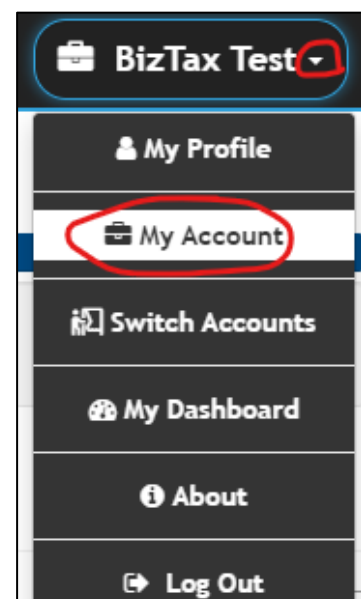 BizTax Test
My Profile
My Account
Switch Accounts
My Dashboard
About
Log Out